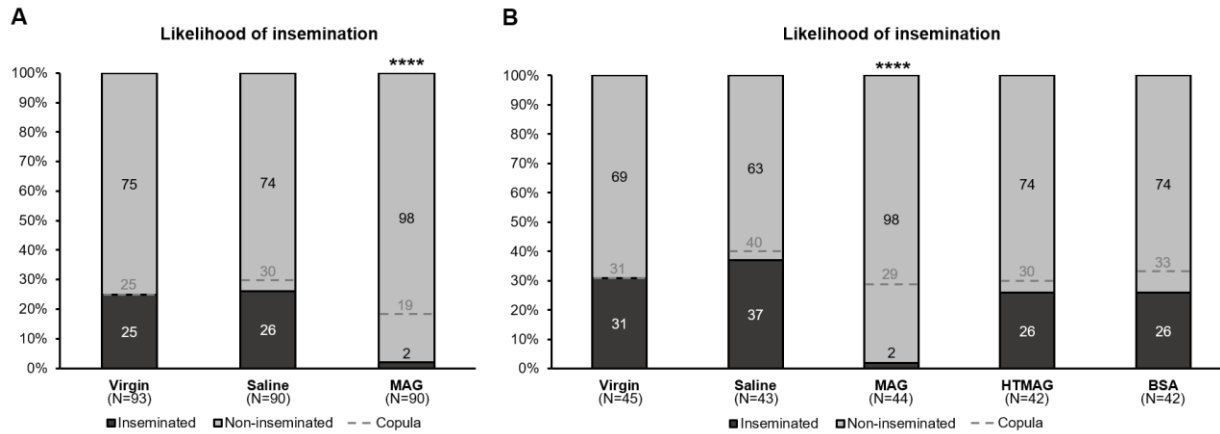 A
Likelihood of insemination
****
100%
90%
80%
70%
60%
50%
40%
30%
20%
10%
0%
75
25
25
74
30
26
98
19
2
Virgin
(N=93)
Saline
(N=90)
MAG
(N=90)
Inseminated Non-inseminated Copula
B
Likelihood of insemination
****
100%
90%
80%
70%
60%
50%
40%
30%
20%
10%
0%
69
31
31
63
40
37
98
29
2
74
30
26
74
33
26
Virgin
(N=45)
Saline
(N=43)
MAG
(N=44)
HTMAG
(N=42)
BSA
(N=42)
Inseminated Non-inseminated Copula